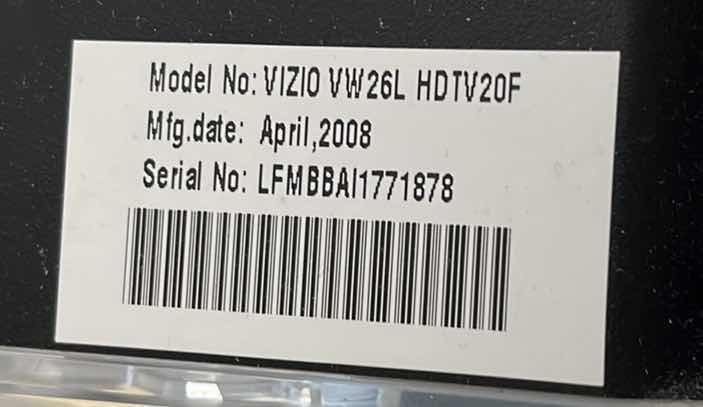 Model No: VIZIO VW26L HDTV20F
Mfg.date: April,2008
Serial No: LFMBBAI1771878